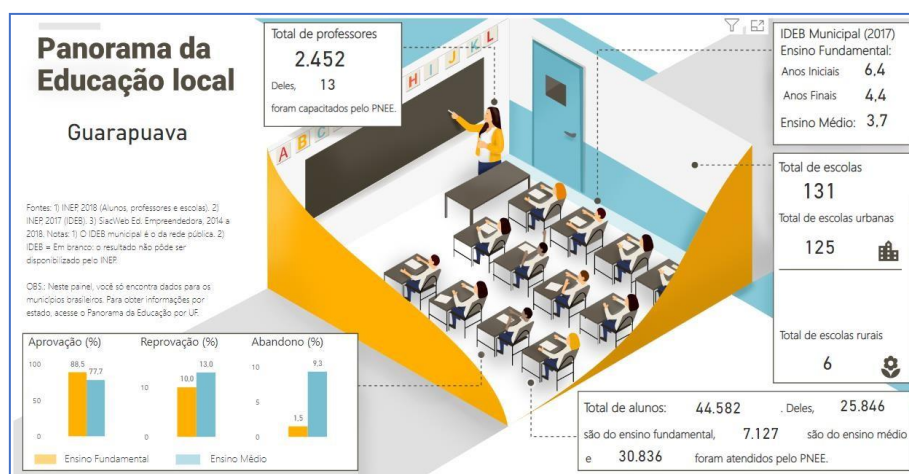 Panorama da
Educação local
Guarapuava
Fontes: 1) INEP, 2018 (Alunos, professores e escolas). 2)
INEP, 2017 (IDEB). 3) SiacWeb Ed. Empreendedora, 2014 a
2018. Notas: 1) O IDEB municipal é o da rede pública. 2)
IDEB = Em branco: o resultado não pôde ser
disponibilizado pelo INEP.
OBS.: Neste painel, você só encontra dados para os
municípios brasileiros. Para obter informações por
estado, acesse o Panorama da Educação por UF.
Total de professores
2.452
Deles, 13
foram capacitados pelo PNEE.
A B C H I J K L
IDEB Municipal (2017)
Ensino Fundamental:
Anos Iniciais 6,4
Anos Finais 4,4
Ensino Médio: 3,7
Total de escolas
131
Total de escolas urbanas
125
Total de escolas rurais
6
Aprovação (%)
100
50
0
88,5
77,7
Reprovação (%)
10
0
10,0
13,0
Abandono (%)
10
5
0
1,5
9,3
Ensino Fundamental Ensino Médio
Total de alunos: 44.582 . Deles, 25.846
são do ensino fundamental, 7.127 são do ensino médio
e 30.836 foram atendidos pelo PNEE.